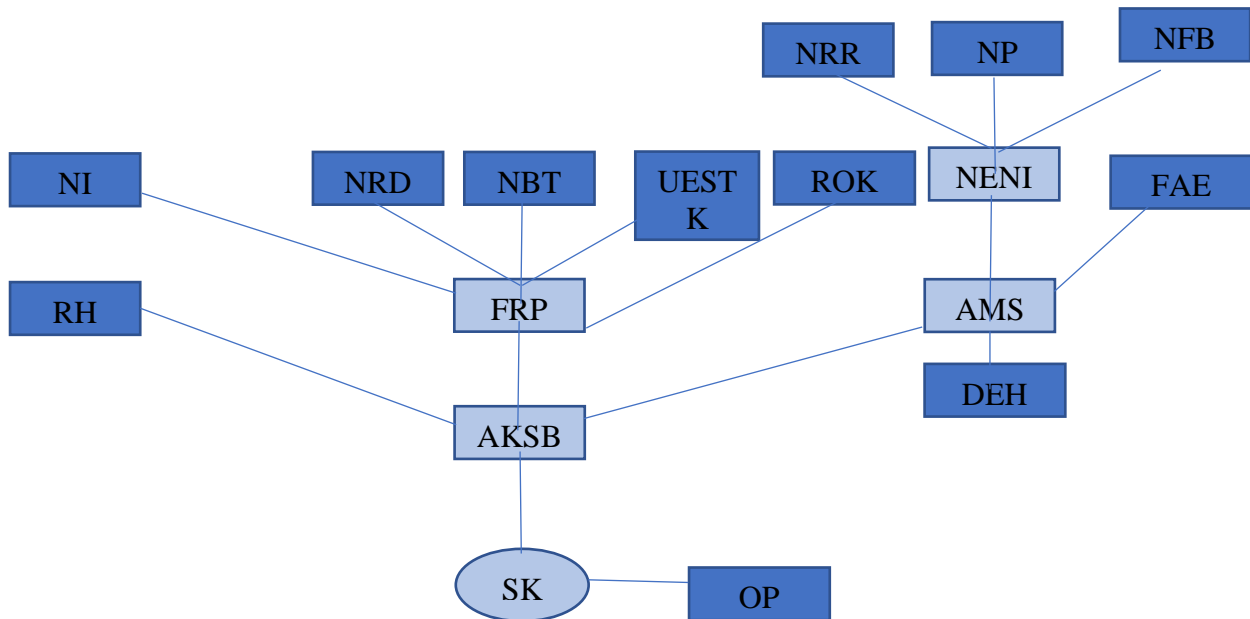 NRR
NP
NFB
NI
NRD
NBT
UEST
K
ROK
NENI
FAE
RH
FRP
AMS
DEH
AKSB
SK
OP